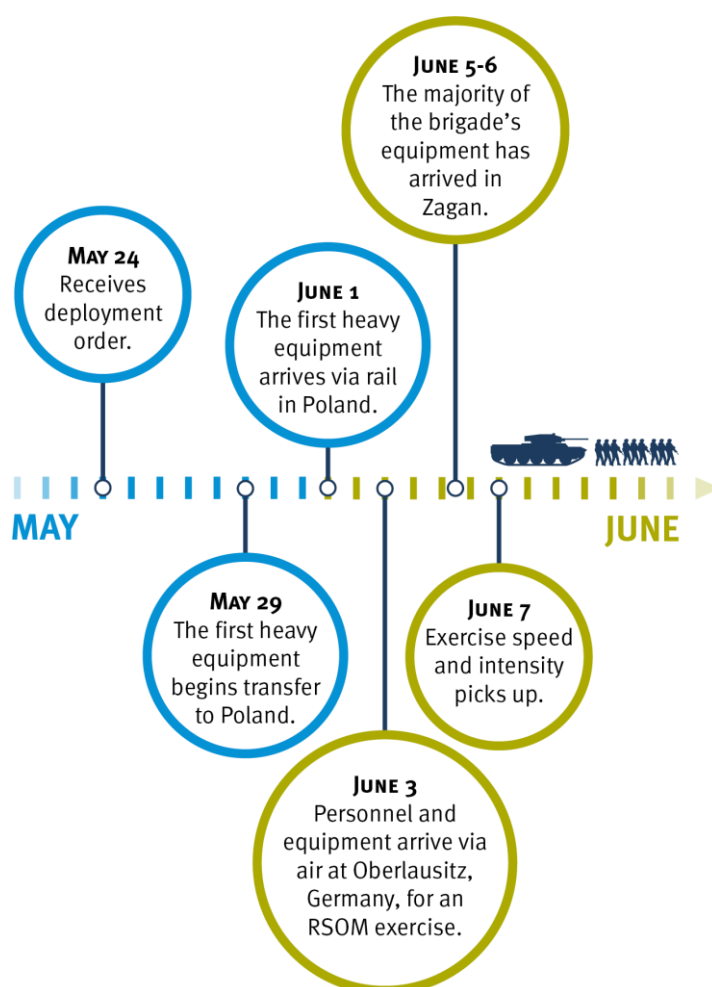 MAY 24
Receives
deployment
order.
MAY 29
The first heavy
equipment
begins transfer
to Poland.
JUNE 1
The first heavy
equipment
arrives via rail
in Poland.
JUNE 3
Personnel and
equipment arrive via
air at Oberlausitz,
Germany, for an
RSOM exercise.
JUNE 5-6
The majority of
the brigade’s
equipment has
arrived in
Zagan.
JUNE 7
Exercise speed
and intensity
picks up.
MAY
JUNE